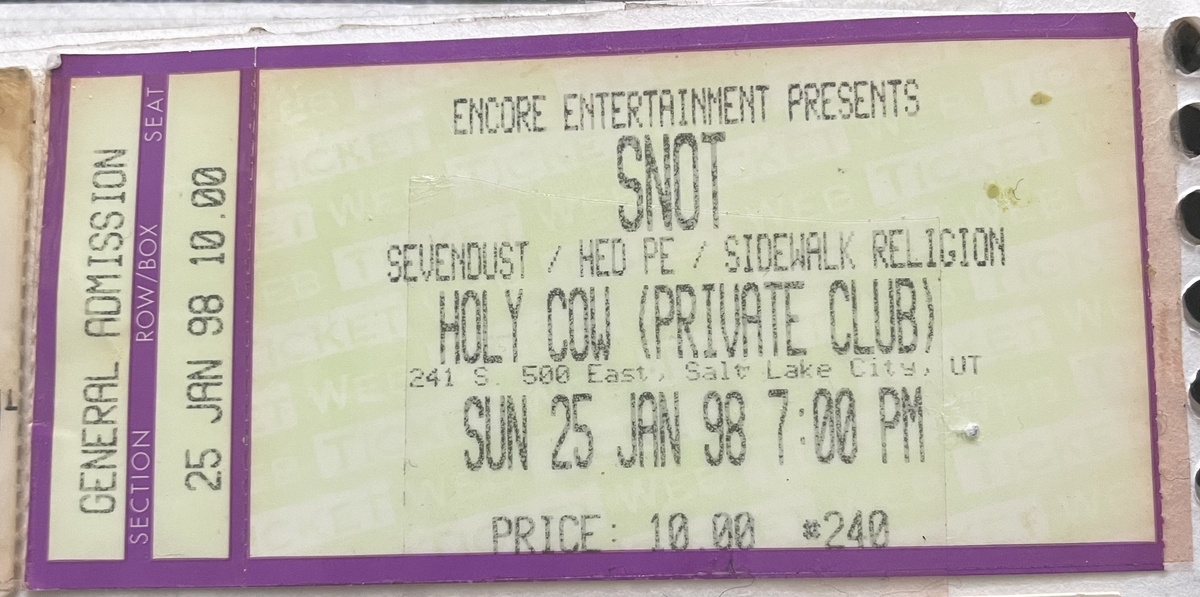 GENERAL ADMISSION
SECTION ROW/BOX SEAT
25 JAN 98 10.00
ENCORE ENTERTAINMENT PRESENTS
SNOT
SEVENDUST / HED PE / SIDEWALK RELIGION
HOLY COW (PRIVATE CLUB)
241 S. 500 East, Salt Lake City, UT
SUN 25 JAN 98 7:00 PM
PRICE: 10.00 #240